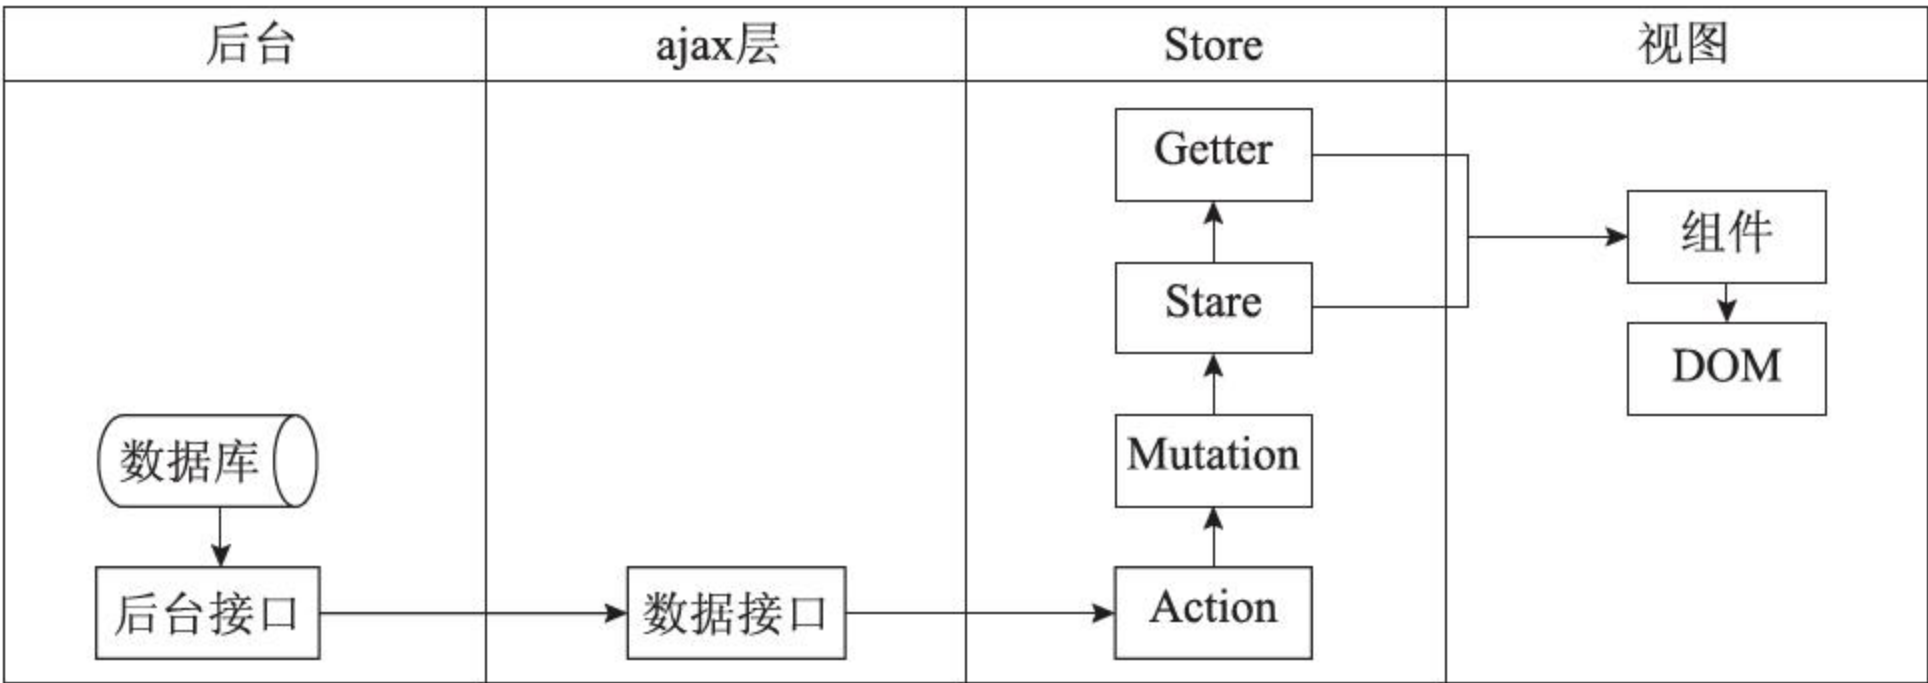 后台
ajax层
Store
视图
Getter
组件
Stare
DOM
数据库
Mutation
后台接口
数据接口
Action